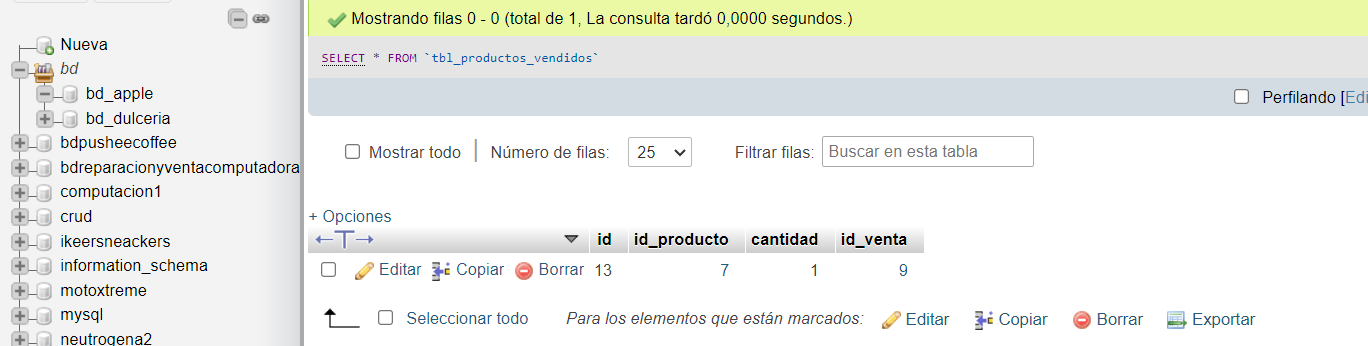 Nueva
bd
bd_apple
bd_dulceria
bdpusheecoffee
bdreparacionyventacomputadora
computacion1
crud
ikeersneackers
information_schema
motoxtreme
mysql
neutrogena2
Mostrando filas 0 - 0 (total de 1, La consulta tardó 0,0000 segundos.)
SELECT * FROM `tbl_productos_vendidos`
Perfilando [Edi
Mostrar todo | Número de filas: 25 Filtrar filas: Buscar en esta tabla
+ Opciones
←T→ id id_producto cantidad id_venta
Editar Copiar Borrar 13 7 1 9
Seleccionar todo Para los elementos que están marcados: Editar Copiar Borrar Exportar